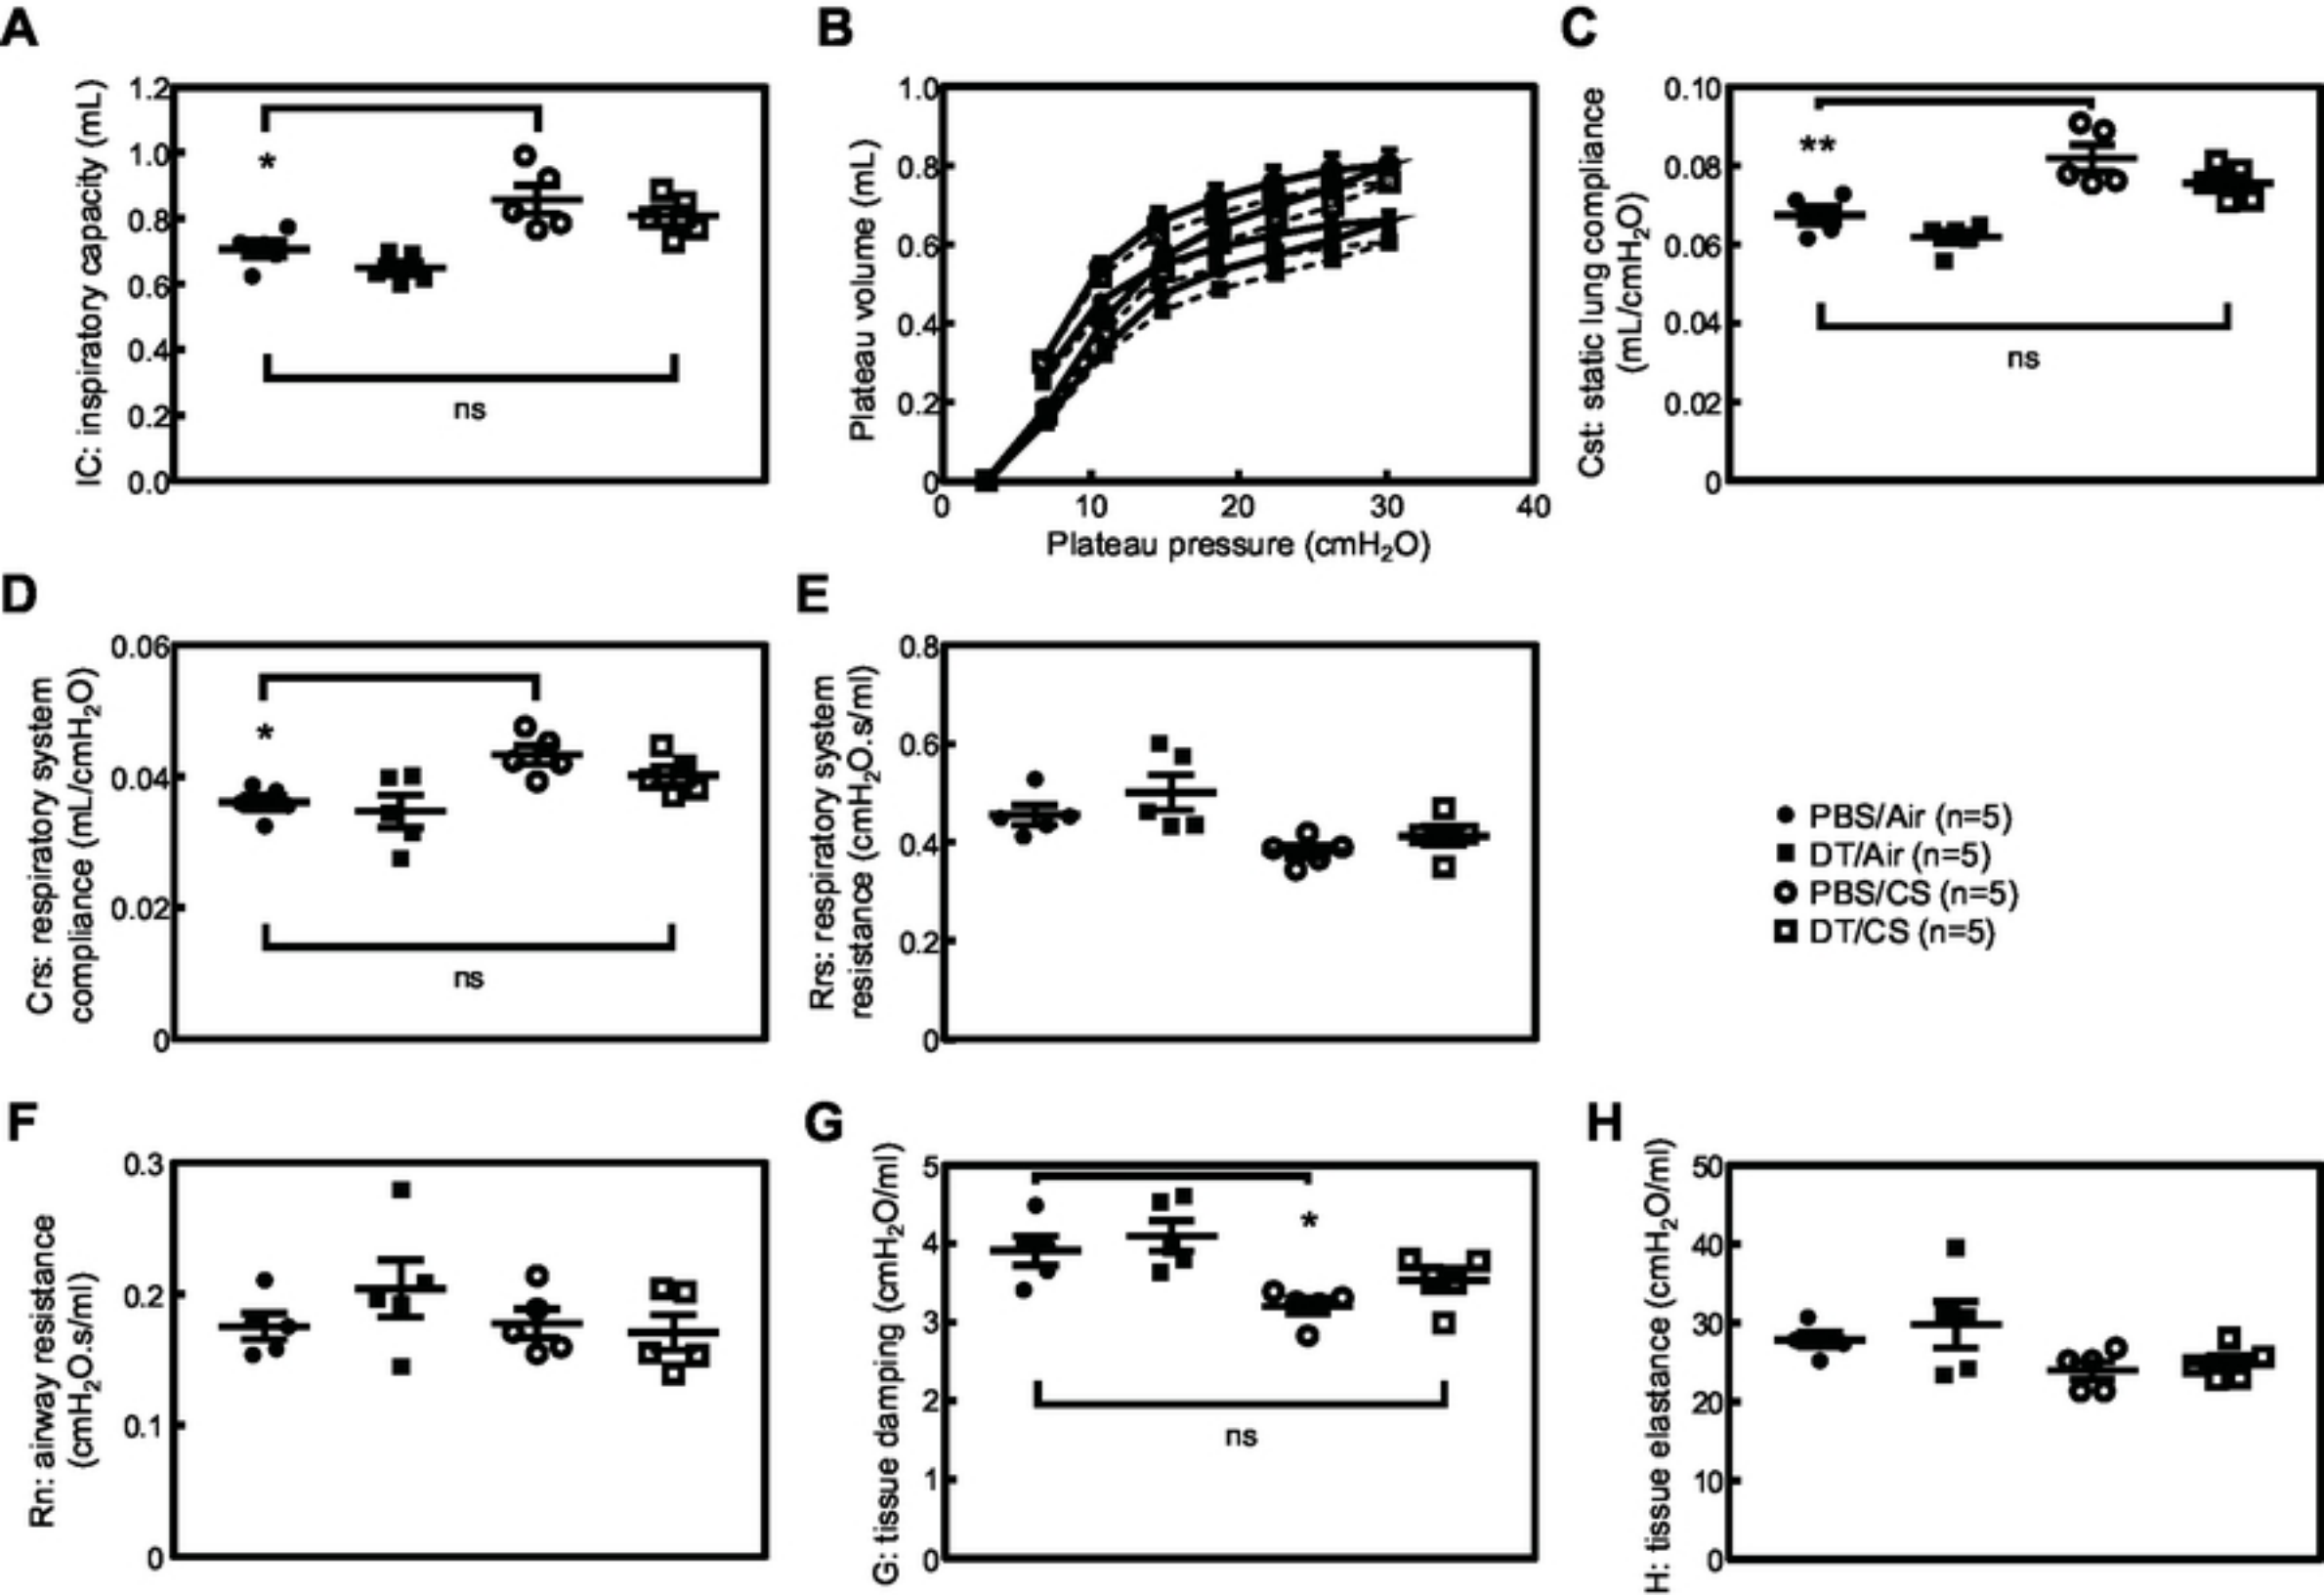 A
IC: inspiratory capacity (mL)
1.2
1.0
0.8
0.6
0.4
0.2
0.0
*
ns
B
Plateau volume (mL)
1.0
0.8
0.6
0.4
0.2
0
0 10 20 30 40
Plateau pressure (cmH₂O)
C
Cst: static lung compliance
(mL/cmH₂O)
0.10
0.08
0.06
0.04
0.02
0
**
ns
D
Crs: respiratory system
compliance (mL/cmH₂O)
0.06
0.04
0.02
0
*
ns
E
Rrs: respiratory system
resistance (cmH₂O.s/ml)
0.8
0.6
0.4
0.2
0
PBS/Air (n=5)
DT/Air (n=5)
PBS/CS (n=5)
DT/CS (n=5)
F
Rn: airway resistance
(cmH₂O.s/ml)
0.3
0.2
0.1
0
G
G: tissue damping (cmH₂O/ml)
5
4
3
2
1
0
*
ns
H
H: tissue elastance (cmH₂O/ml)
50
40
30
20
10
0